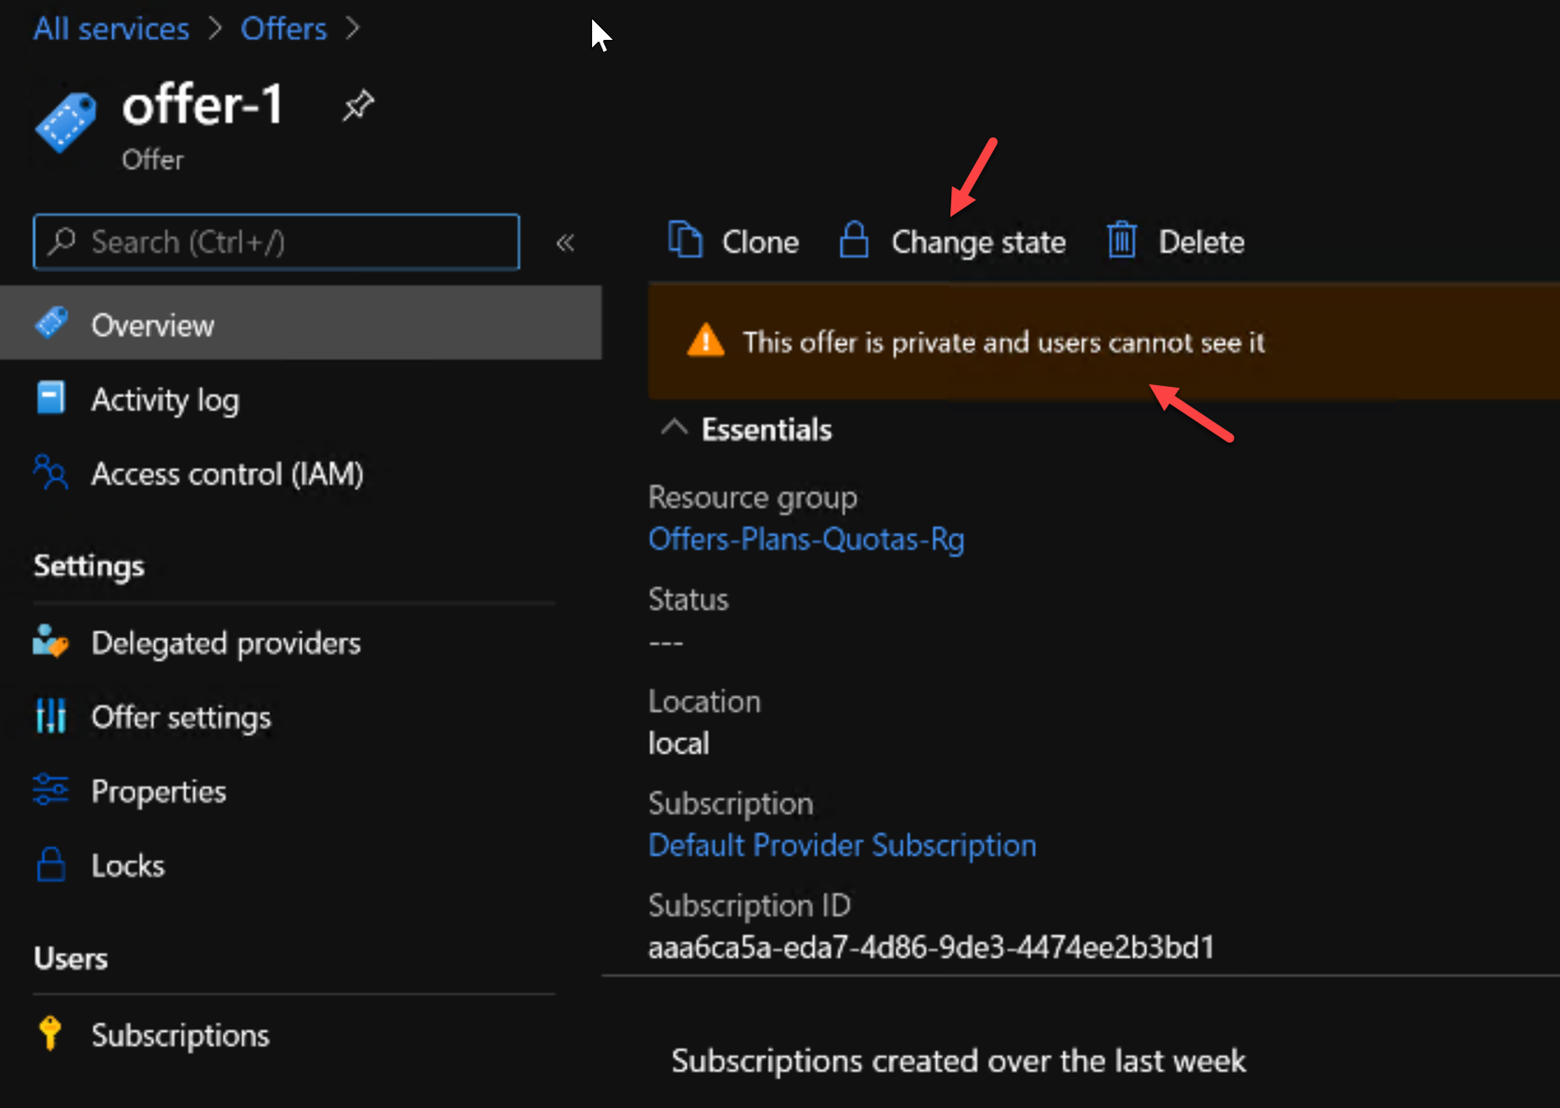 All services > Offers >
offer-1
Offer
Search (Ctrl+/)
«
Overview
Activity log
Access control (IAM)
Settings
Delegated providers
Offer settings
Properties
Locks
Users
Subscriptions
Clone
Change state
Delete
This offer is private and users cannot see it
Essentials
Resource group
Offers-Plans-Quotas-Rg
Status
---
Location
local
Subscription
Default Provider Subscription
Subscription ID
aaa6ca5a-eda7-4d86-9de3-4474ee2b3bd1
Subscriptions created over the last week